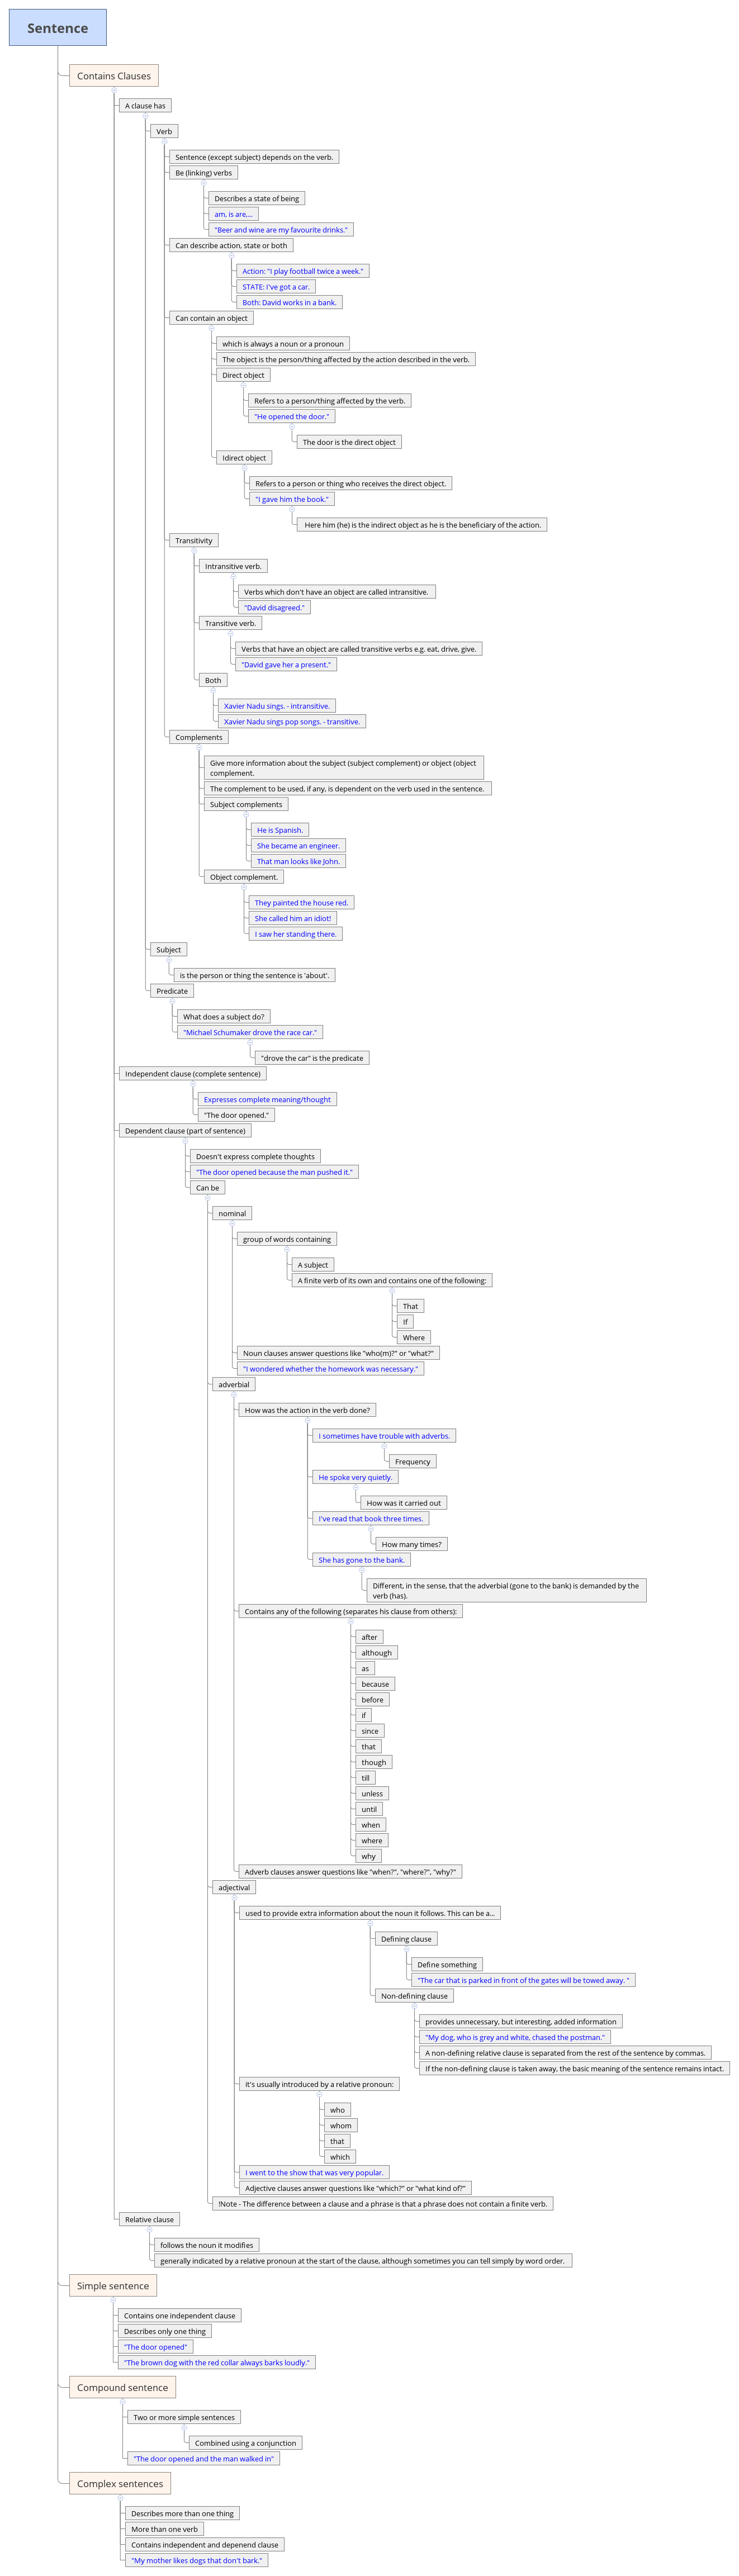 Sentence
Contains Clauses
A clause has
Verb
Sentence (except subject) depends on the verb.
Be (linking) verbs
Describes a state of being
am, is are,...
"Beer and wine are my favourite drinks."
Can describe action, state or both
Action: "I play football twice a week."
STATE: I've got a car.
Both: David works in a bank.
Can contain an object
which is always a noun or a pronoun
The object is the person/thing affected by the action described in the verb.
Direct object
Refers to a person/thing affected by the verb.
"He opened the door."
The door is the direct object
Idirect object
Refers to a person or thing who receives the direct object.
"I gave him the book."
Here him (he) is the indirect object as he is the beneficiary of the action.
Transitivity
Intransitive verb.
Verbs which don't have an object are called intransitive.
"David disagreed."
Transitive verb.
Verbs that have an object are called transitive verbs e.g. eat, drive, give.
"David gave her a present."
Both
Xavier Nadu sings. - intransitive.
Xavier Nadu sings pop songs. - transitive.
Complements
Give more information about the subject (subject complement) or object (object
complement.
The complement to be used, if any, is dependent on the verb used in the sentence.
Subject complements
He is Spanish.
She became an engineer.
That man looks like John.
Object complement.
They painted the house red.
She called him an idiot!
I saw her standing there.
Subject
is the person or thing the sentence is 'about'.
Predicate
What does a subject do?
"Michael Schumaker drove the race car."
"drove the car" is the predicate
Independent clause (complete sentence)
Expresses complete meaning/thought
"The door opened."
Dependent clause (part of sentence)
Doesn't express complete thoughts
"The door opened because the man pushed it."
Can be
nominal
group of words containing
A subject
A finite verb of its own and contains one of the following:
That
If
Where
Noun clauses answer questions like "who(m)?" or "what?"
"I wondered whether the homework was necessary."
adverbial
How was the action in the verb done?
I sometimes have trouble with adverbs.
Frequency
He spoke very quietly.
How was it carried out
I've read that book three times.
How many times?
She has gone to the bank.
Different, in the sense, that the adverbial (gone to the bank) is demanded by the
verb (has).
Contains any of the following (separates his clause from others):
after
although
as
because
before
if
since
that
though
till
unless
until
when
where
why
Adverb clauses answer questions like "when?", "where?", "why?"
adjectival
used to provide extra information about the noun it follows. This can be a...
Defining clause
Define something
"The car that is parked in front of the gates will be towed away. "
Non-defining clause
provides unnecessary, but interesting, added information
"My dog, who is grey and white, chased the postman."
A non-defining relative clause is separated from the rest of the sentence by commas.
If the non-defining clause is taken away, the basic meaning of the sentence remains intact.
it's usually introduced by a relative pronoun:
who
whom
that
which
I went to the show that was very popular.
Adjective clauses answer questions like "which?" or "what kind of?"
!Note - The difference between a clause and a phrase is that a phrase does not contain a finite verb.
Relative clause
follows the noun it modifies
generally indicated by a relative pronoun at the start of the clause, although sometimes you can tell simply by word order.
Simple sentence
Contains one independent clause
Describes only one thing
"The door opened"
"The brown dog with the red collar always barks loudly."
Compound sentence
Two or more simple sentences
Combined using a conjunction
"The door opened and the man walked in"
Complex sentences
Describes more than one thing
More than one verb
Contains independent and depenend clause
"My mother likes dogs that don't bark."